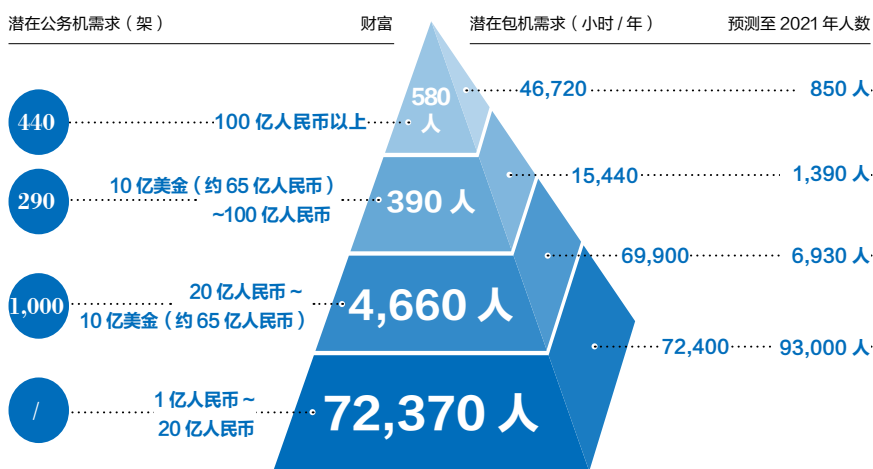 潜在公务机需求（架） 财富 潜在包机需求（小时/年） 预测至 2021 年人数
580
人
46,720 850 人
440 100 亿人民币以上
290 10 亿美金（约 65 亿人民币）
~100 亿人民币
390 人
15,440 1,390 人
1,000 20 亿人民币 ~
10 亿美金（约 65 亿人民币）
4,660 人
69,900 6,930 人
/ 1 亿人民币 ~
20 亿人民币
72,370 人
72,400 93,000 人